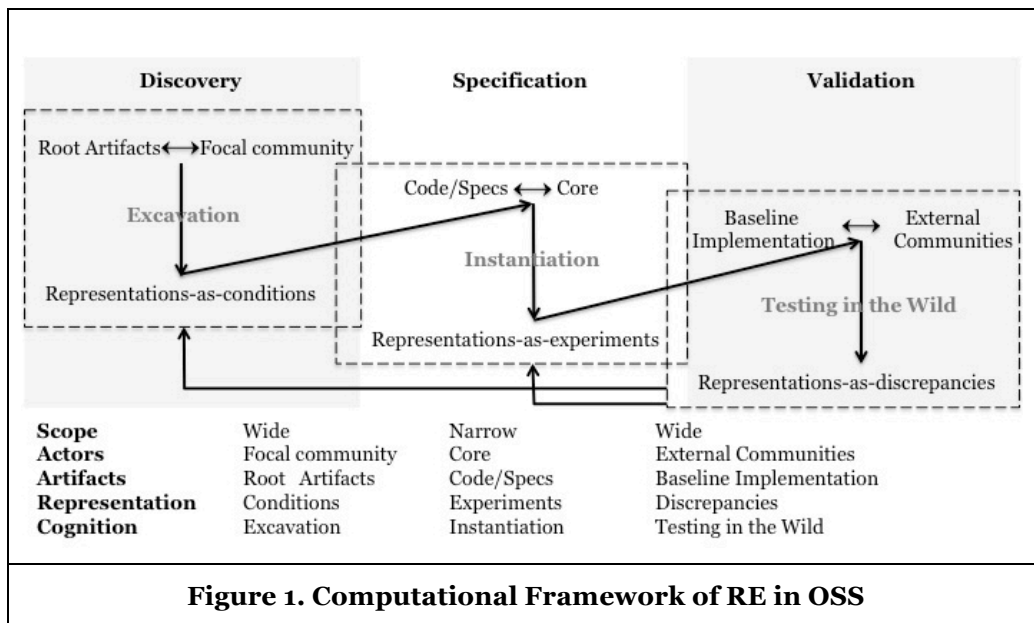 Discovery Specification Validation
Root Artifacts Focal community
Excavation
Representations-as-conditions
Code/Specs Core
Instantiation
Representations-as-experiments
Baseline Implementation
External Communities
Testing in the Wild
Representations-as-discrepancies
Scope Wide Narrow Wide
Actors Focal community Core External Communities
Artifacts Root Artifacts Code/Specs Baseline Implementation
Representation Conditions Experiments Discrepancies
Cognition Excavation Instantiation Testing in the Wild
Figure 1. Computational Framework of RE in OSS